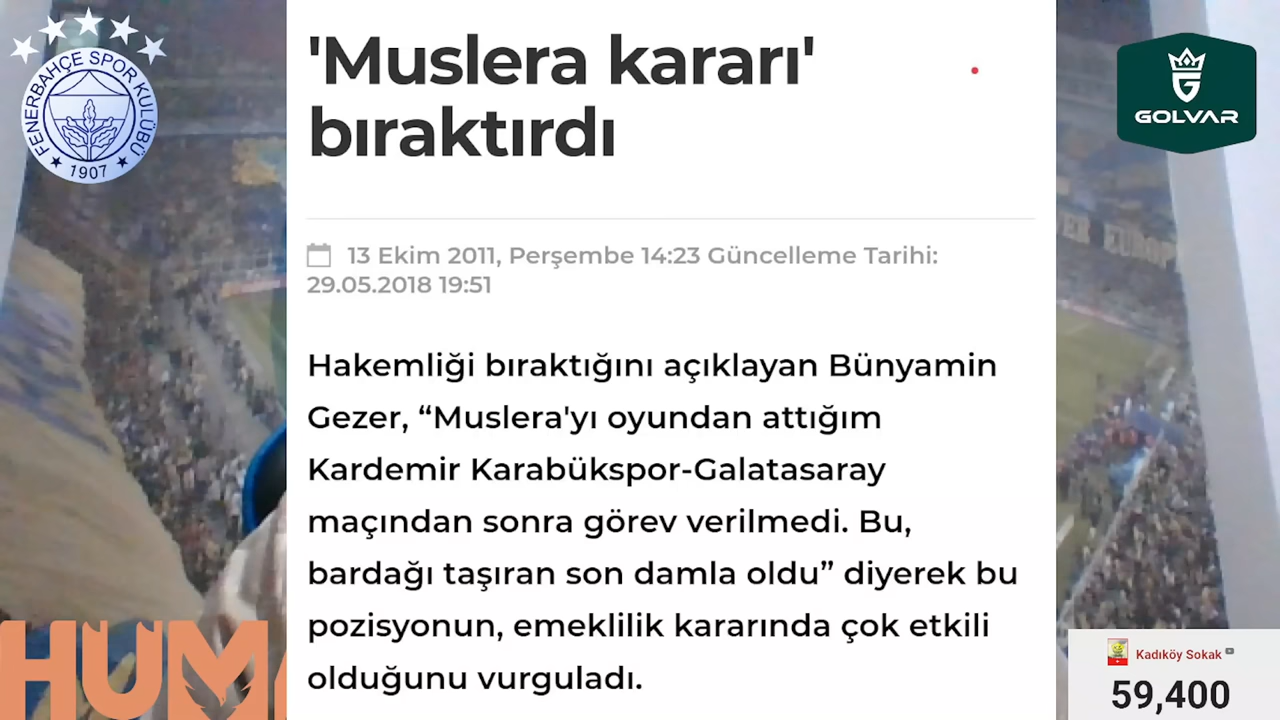 FENERBAHÇE SPOR KULÜBÜ
1907
'Muslera kararı'
bıraktırdı
GOLVAR
13 Ekim 2011, Perşembe 14:23 Güncelleme Tarihi:
29.05.2018 19:51
Hakemliği bıraktığını açıklayan Bünyamin
Gezer, “Muslera'yı oyundan attığım
Kardemir Karabükspor-Galatasaray
maçından sonra görev verilmedi. Bu,
bardağı taşıran son damla oldu” diyerek bu
pozisyonun, emeklilik kararında çok etkili
olduğunu vurguladı.
HUM
Kadıköy Sokak
59,400